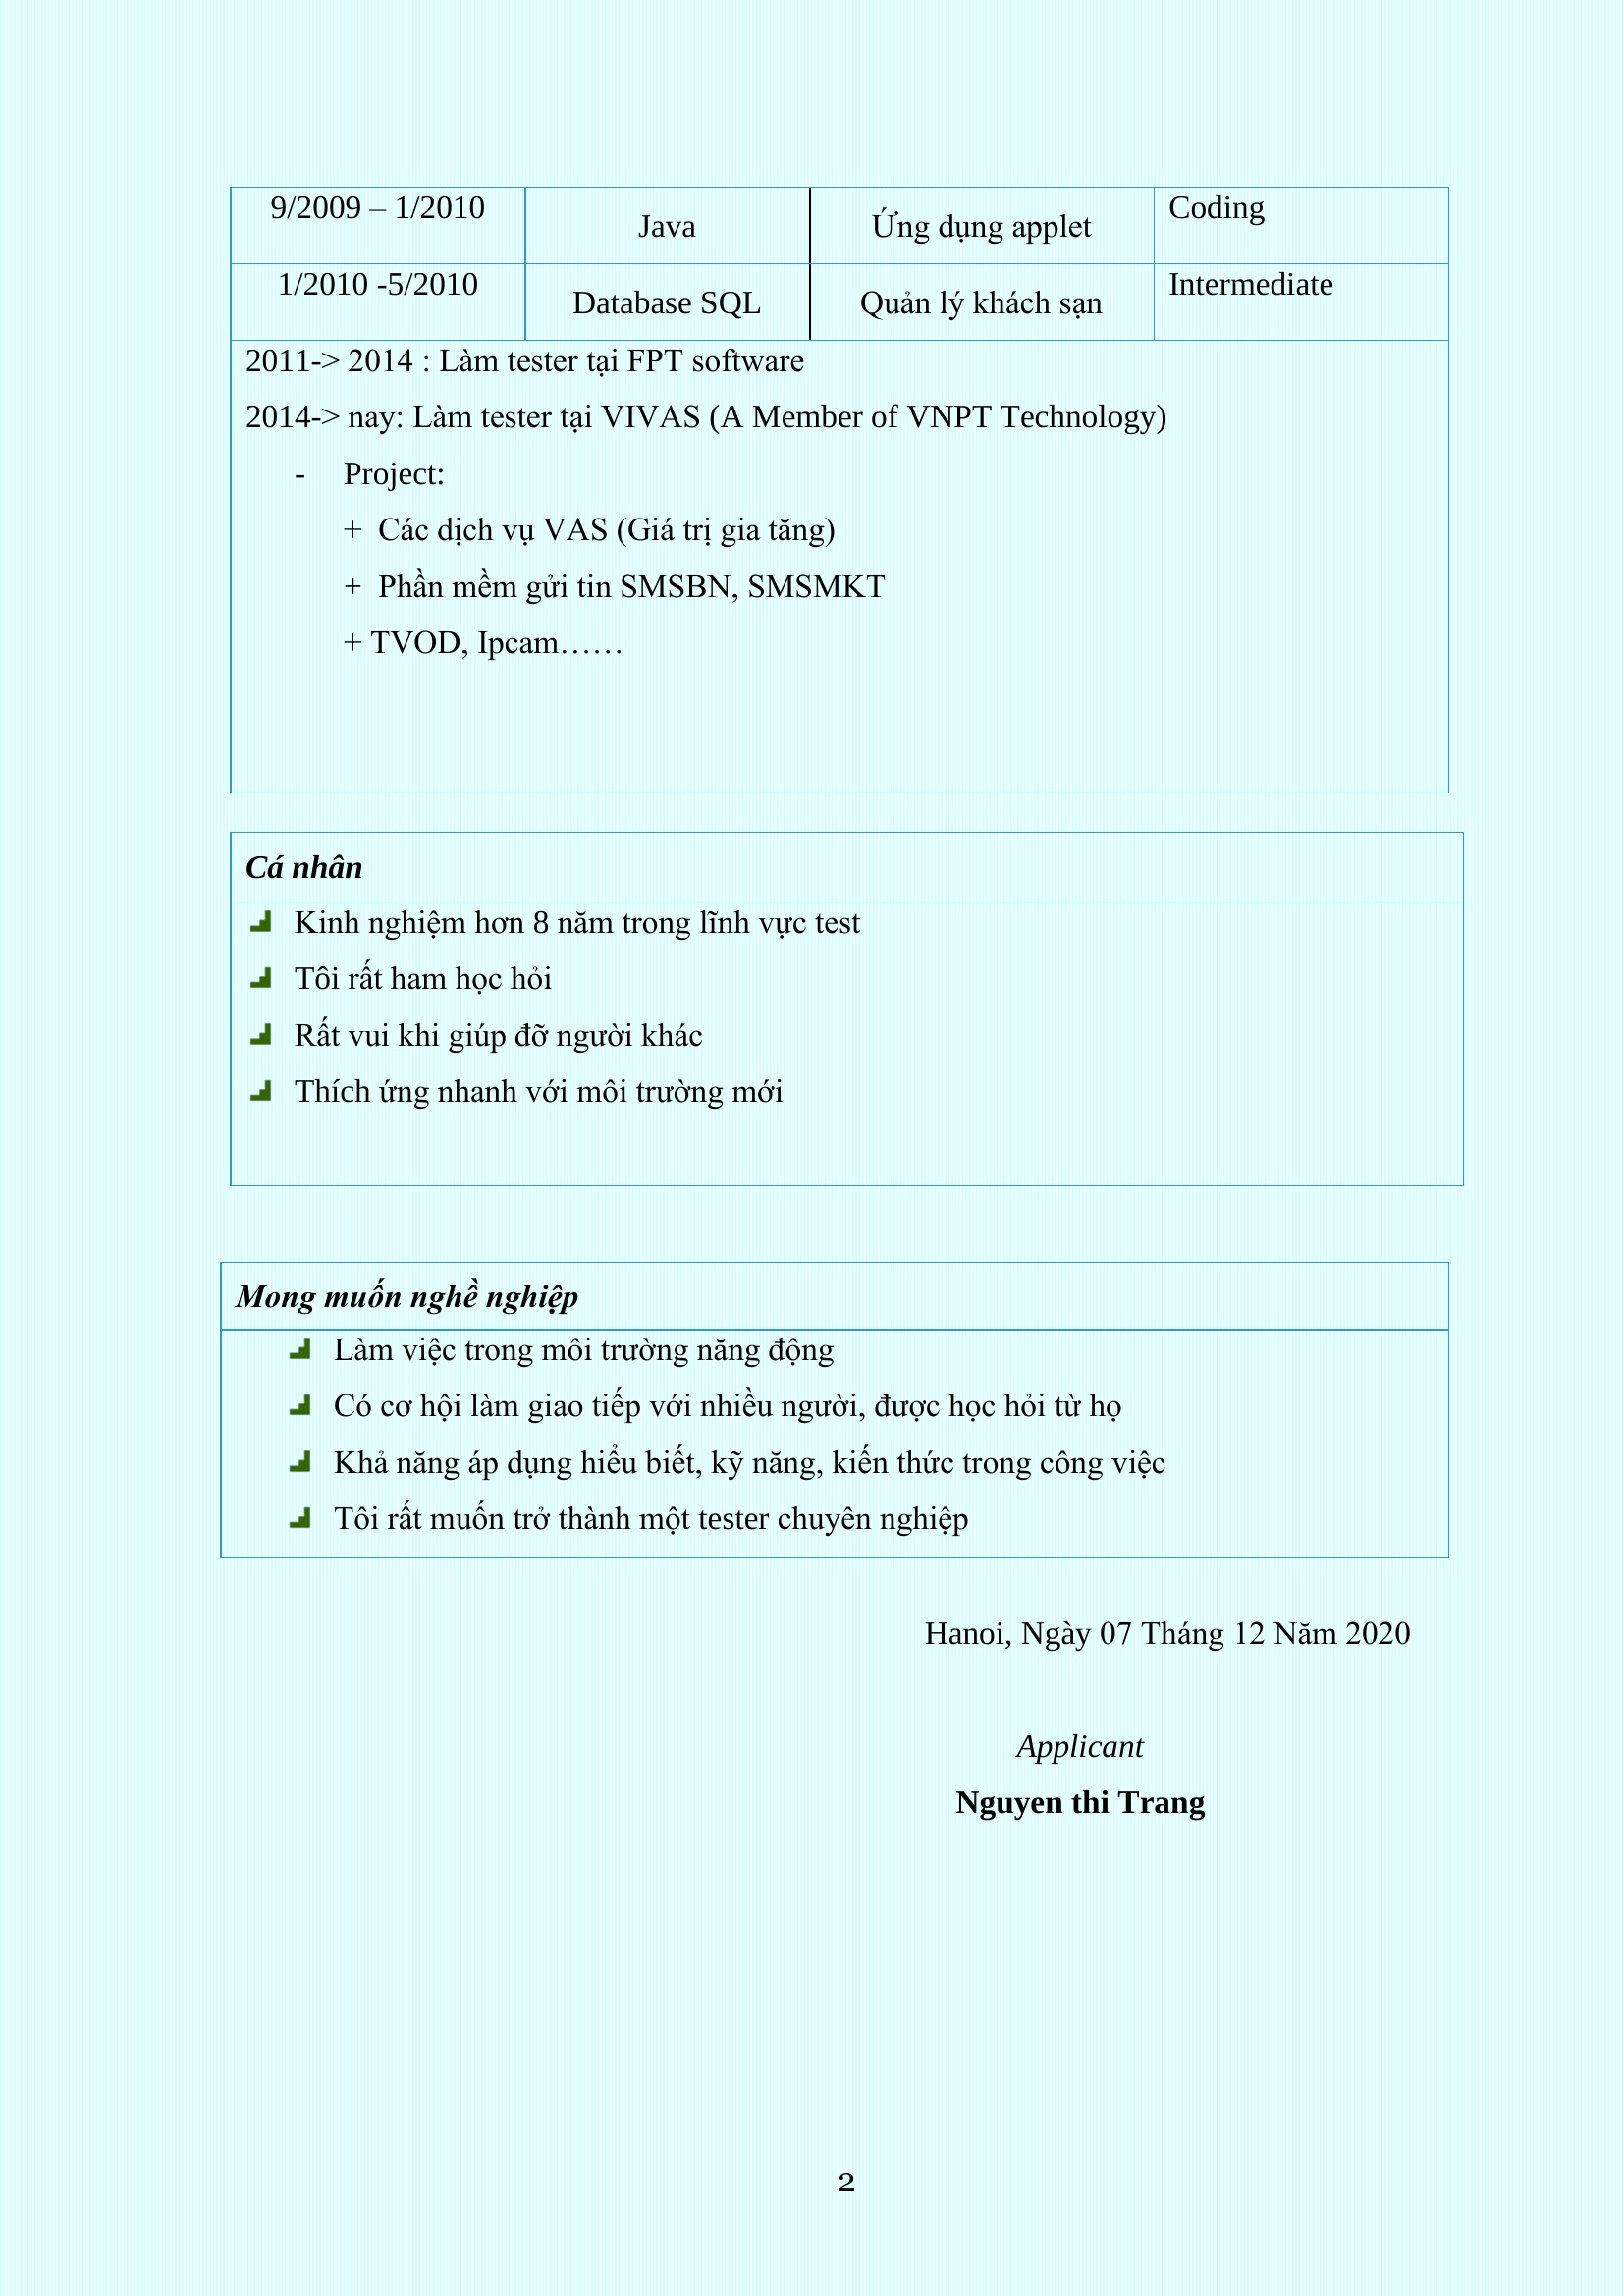 9/2009 – 1/2010 Java Ứng dụng applet Coding
1/2010 -5/2010 Database SQL Quản lý khách sạn Intermediate
2011-> 2014 : Làm tester tại FPT software
2014-> nay: Làm tester tại VIVAS (A Member of VNPT Technology)
- Project:
+ Các dịch vụ VAS (Giá trị gia tăng)
+ Phần mềm gửi tin SMSBN, SMSMKT
+ TVOD, Ipcam……
Cá nhân
Kinh nghiệm hơn 8 năm trong lĩnh vực test
Tôi rất ham học hỏi
Rất vui khi giúp đỡ người khác
Thích ứng nhanh với môi trường mới
Mong muốn nghề nghiệp
Làm việc trong môi trường năng động
Có cơ hội làm giao tiếp với nhiều người, được học hỏi từ họ
Khả năng áp dụng hiểu biết, kỹ năng, kiến thức trong công việc
Tôi rất muốn trở thành một tester chuyên nghiệp
Hanoi, Ngày 07 Tháng 12 Năm 2020
Applicant
Nguyen thi Trang
2